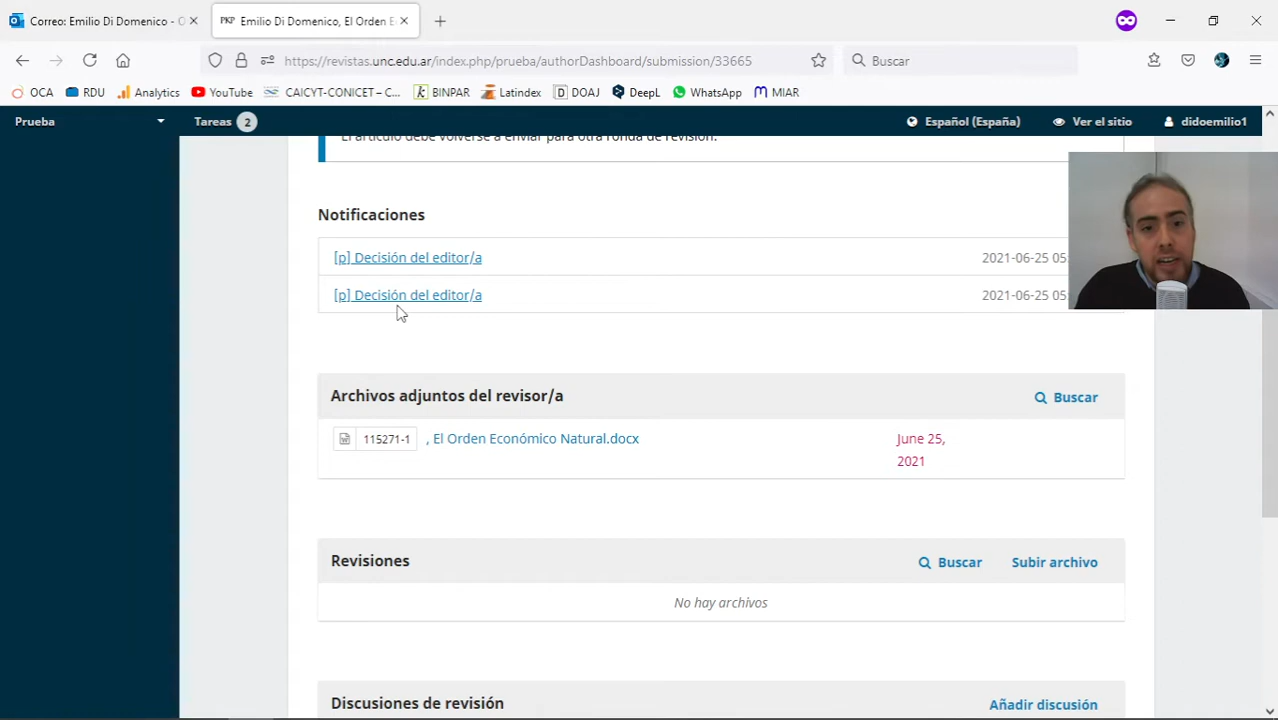 Correo: Emilio Di Domenico - O
PKP Emilio Di Domenico, El Orden E
https://revistas.unc.edu.ar/index.php/prueba/authorDashboard/submission/33665
Buscar
OCA RDU Analytics YouTube CAICYT-CONICET – C... BINPAR Latindex DOAJ DeepL WhatsApp MIAR
Prueba Tareas 2 Español (España) Ver el sitio didoemilio1
El artículo debe volverse a enviar para otra ronda de revisión.
Notificaciones
[p] Decisión del editor/a 2021-06-25 05:
[p] Decisión del editor/a 2021-06-25 05:
Archivos adjuntos del revisor/a Buscar
115271-1 , El Orden Económico Natural.docx June 25,
2021
Revisiones Buscar Subir archivo
No hay archivos
Discusiones de revisión Añadir discusión